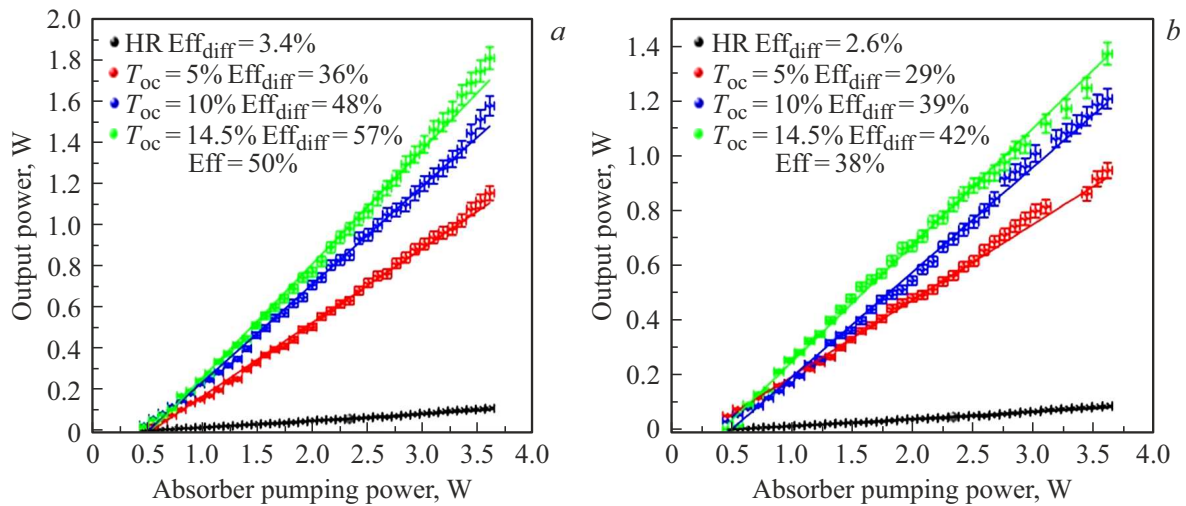 a
2.0
1.8
1.6
1.4
1.2
1.0
0.8
0.6
0.4
0.2
0
Output power, W
HR Eff_diff = 3.4%
T_oc = 5% Eff_diff = 36%
T_oc = 10% Eff_diff = 48%
T_oc = 14.5% Eff_diff = 57%
Eff = 50%
0 0.5 1.0 1.5 2.0 2.5 3.0 3.5 4.0
Absorber pumping power, W
b
1.4
1.2
1.0
0.8
0.6
0.4
0.2
0
Output power, W
HR Eff_diff = 2.6%
T_oc = 5% Eff_diff = 29%
T_oc = 10% Eff_diff = 39%
T_oc = 14.5% Eff_diff = 42%
Eff = 38%
0 0.5 1.0 1.5 2.0 2.5 3.0 3.5 4.0
Absorber pumping power, W